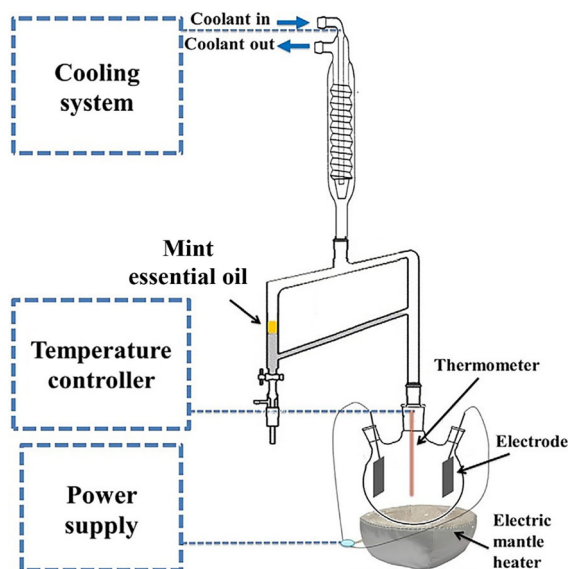 Coolant in
Coolant out
Cooling
system
Mint
essential oil
Temperature
controller
Thermometer
Electrode
Power
supply
Electric
mantle
heater